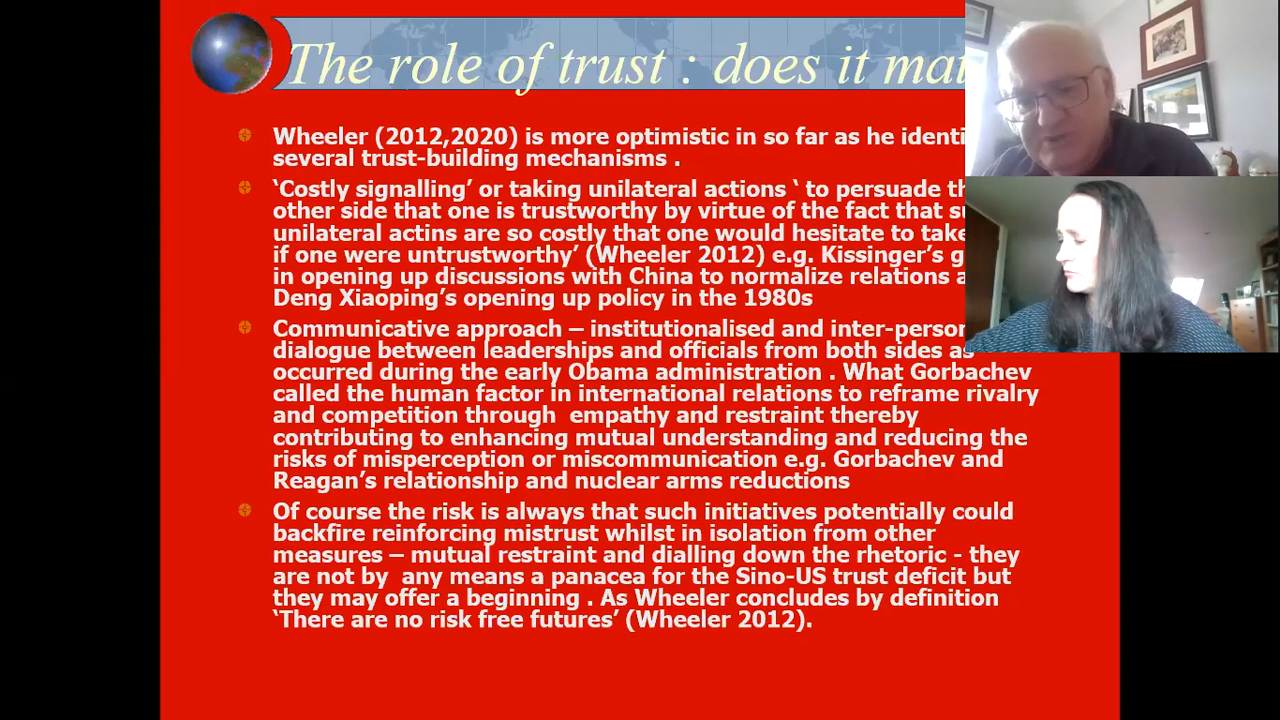 The role of trust : does it mat
Wheeler (2012,2020) is more optimistic in so far as he identi
several trust-building mechanisms .
‘Costly signalling’ or taking unilateral actions ‘ to persuade th
other side that one is trustworthy by virtue of the fact that su
unilateral actins are so costly that one would hesitate to take
if one were untrustworthy’ (Wheeler 2012) e.g. Kissinger’s g
in opening up discussions with China to normalize relations a
Deng Xiaoping’s opening up policy in the 1980s
Communicative approach – institutionalised and inter-person
dialogue between leaderships and officials from both sides as
occurred during the early Obama administration . What Gorbachev
called the human factor in international relations to reframe rivalry
and competition through empathy and restraint thereby
contributing to enhancing mutual understanding and reducing the
risks of misperception or miscommunication e.g. Gorbachev and
Reagan’s relationship and nuclear arms reductions
Of course the risk is always that such initiatives potentially could
backfire reinforcing mistrust whilst in isolation from other
measures – mutual restraint and dialling down the rhetoric - they
are not by any means a panacea for the Sino-US trust deficit but
they may offer a beginning . As Wheeler concludes by definition
‘There are no risk free futures’ (Wheeler 2012).